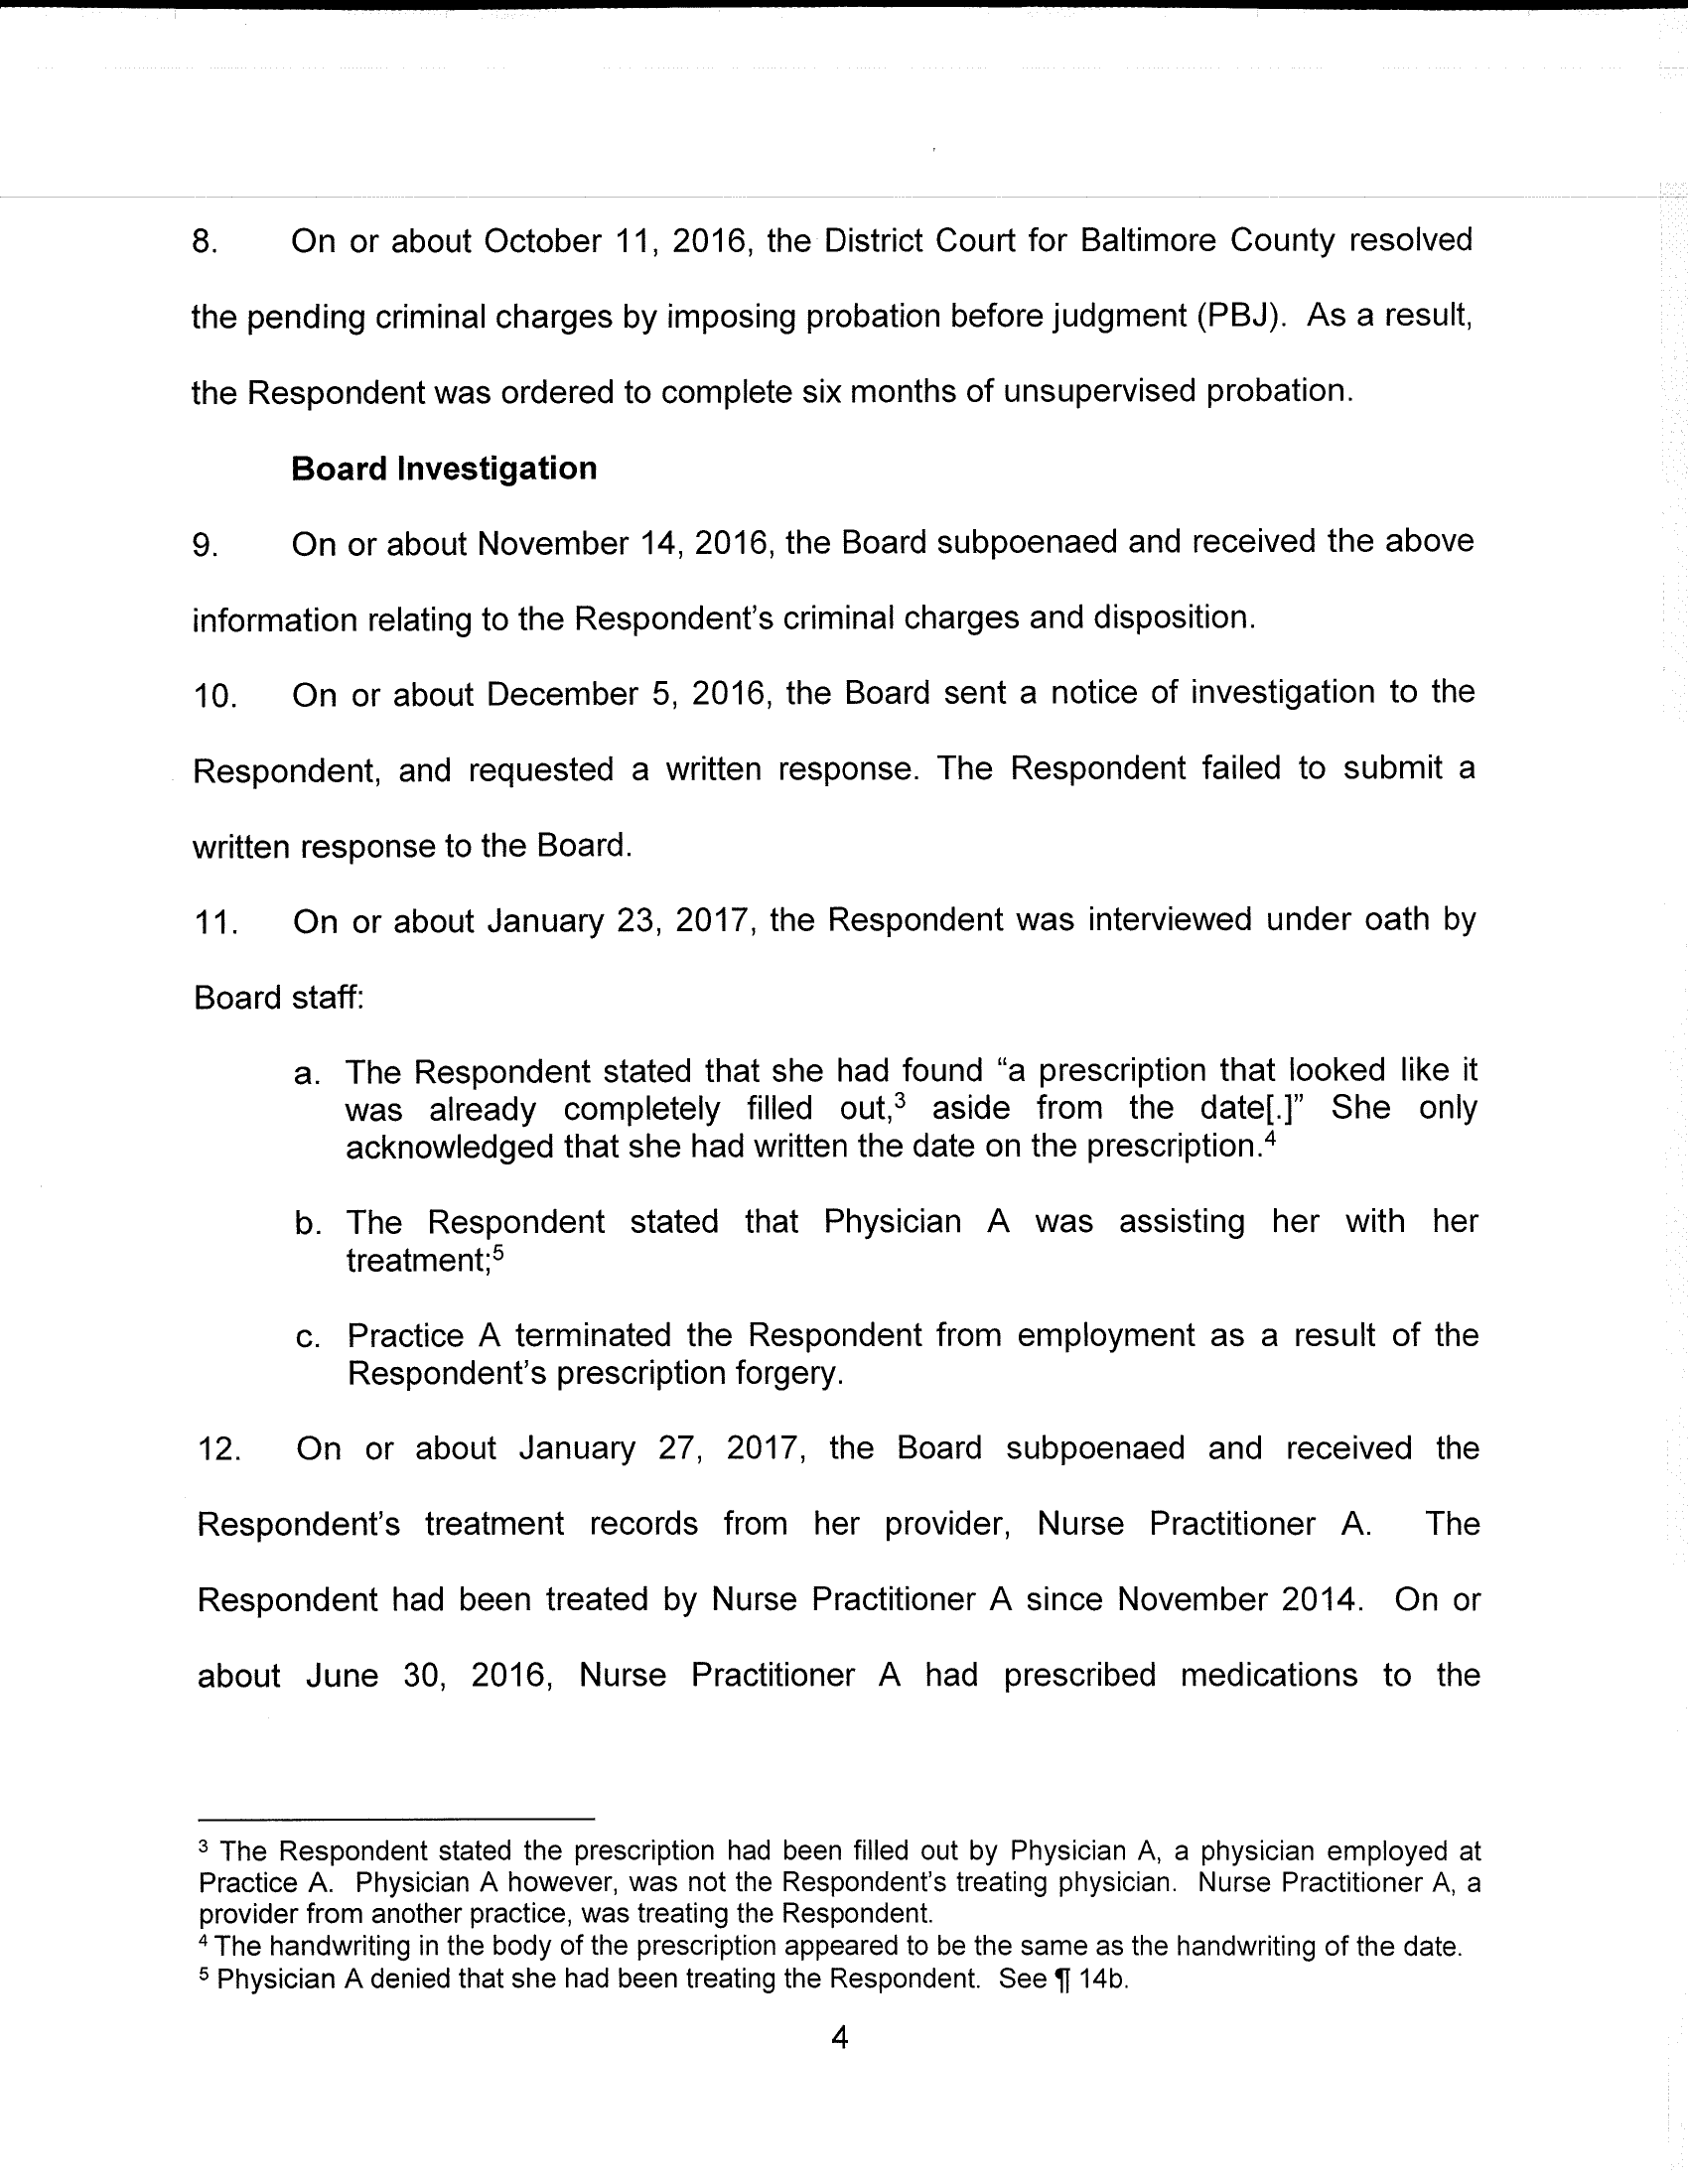 8. On or about October 11, 2016, the District Court for Baltimore County resolved
the pending criminal charges by imposing probation before judgment (PBJ). As a result,
the Respondent was ordered to complete six months of unsupervised probation.
Board Investigation
9. On or about November 14, 2016, the Board subpoenaed and received the above
information relating to the Respondent's criminal charges and disposition.
10. On or about December 5, 2016, the Board sent a notice of investigation to the
Respondent, and requested a written response. The Respondent failed to submit a
written response to the Board.
11. On or about January 23, 2017, the Respondent was interviewed under oath by
Board staff:
a. The Respondent stated that she had found “a prescription that looked like it
was already completely filled out,³ aside from the date[.]” She only
acknowledged that she had written the date on the prescription.⁴
b. The Respondent stated that Physician A was assisting her with her
treatment;⁵
c. Practice A terminated the Respondent from employment as a result of the
Respondent's prescription forgery.
12. On or about January 27, 2017, the Board subpoenaed and received the
Respondent's treatment records from her provider, Nurse Practitioner A. The
Respondent had been treated by Nurse Practitioner A since November 2014. On or
about June 30, 2016, Nurse Practitioner A had prescribed medications to the
³ The Respondent stated the prescription had been filled out by Physician A, a physician employed at
Practice A. Physician A however, was not the Respondent's treating physician. Nurse Practitioner A, a
provider from another practice, was treating the Respondent.
⁴ The handwriting in the body of the prescription appeared to be the same as the handwriting of the date.
⁵ Physician A denied that she had been treating the Respondent. See ¶ 14b.
4